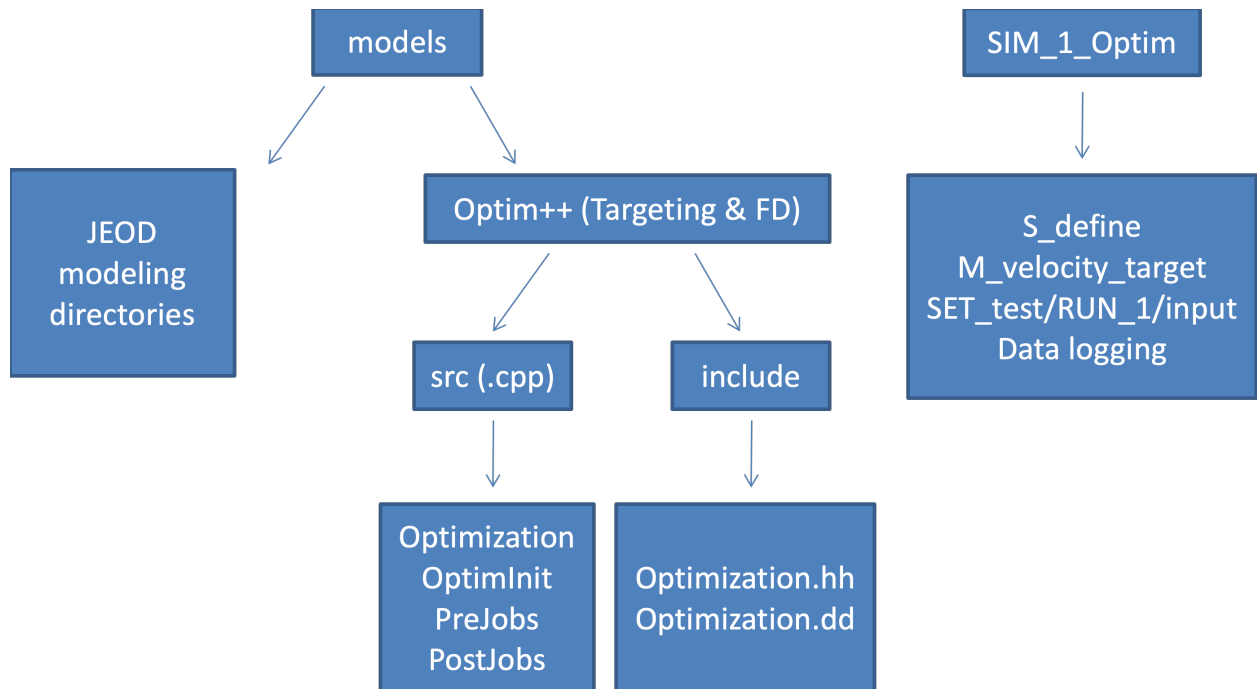 models
SIM_1_Optim
JEOD
modeling
directories
Optim++ (Targeting & FD)
S_define
M_velocity_target
SET_test/RUN_1/input
Data logging
src (.cpp)
include
Optimization
OptimInit
PreJobs
PostJobs
Optimization.hh
Optimization.dd